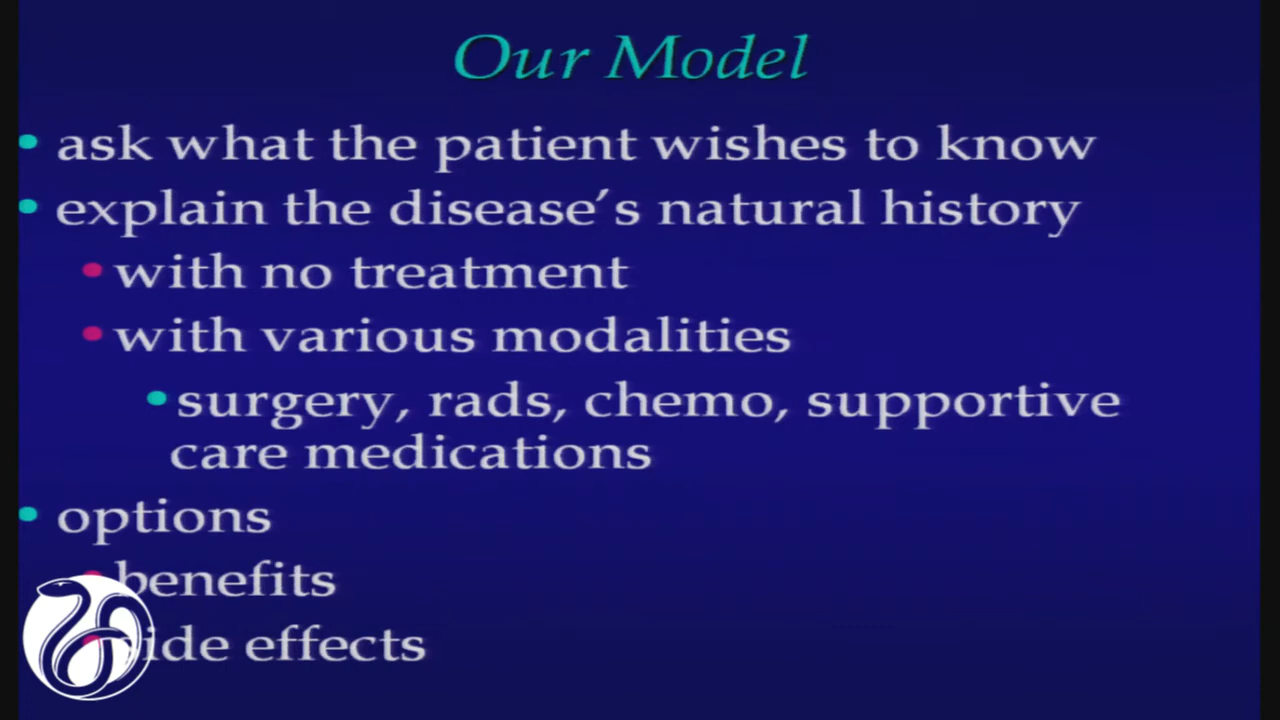 Our Model
• ask what the patient wishes to know
• explain the disease's natural history
• with no treatment
• with various modalities
• surgery, rads, chemo, supportive
care medications
• options
• benefits
• side effects